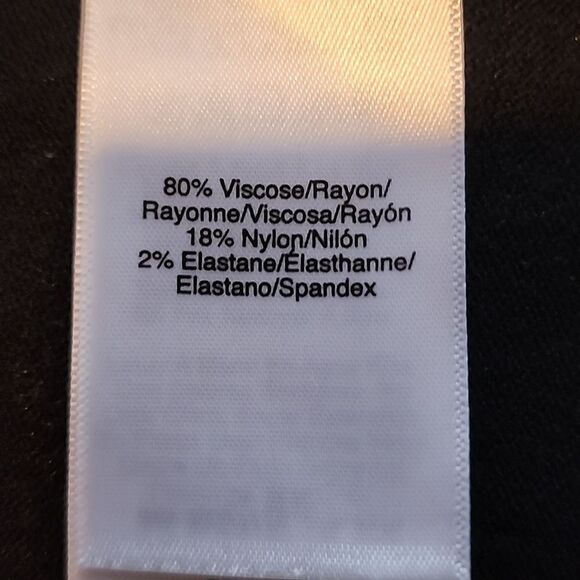 80% Viscose/Rayon/
Rayonne/Viscosa/Rayón
18% Nylon/Nilón
2% Elastane/Élasthanne/
Elastano/Spandex